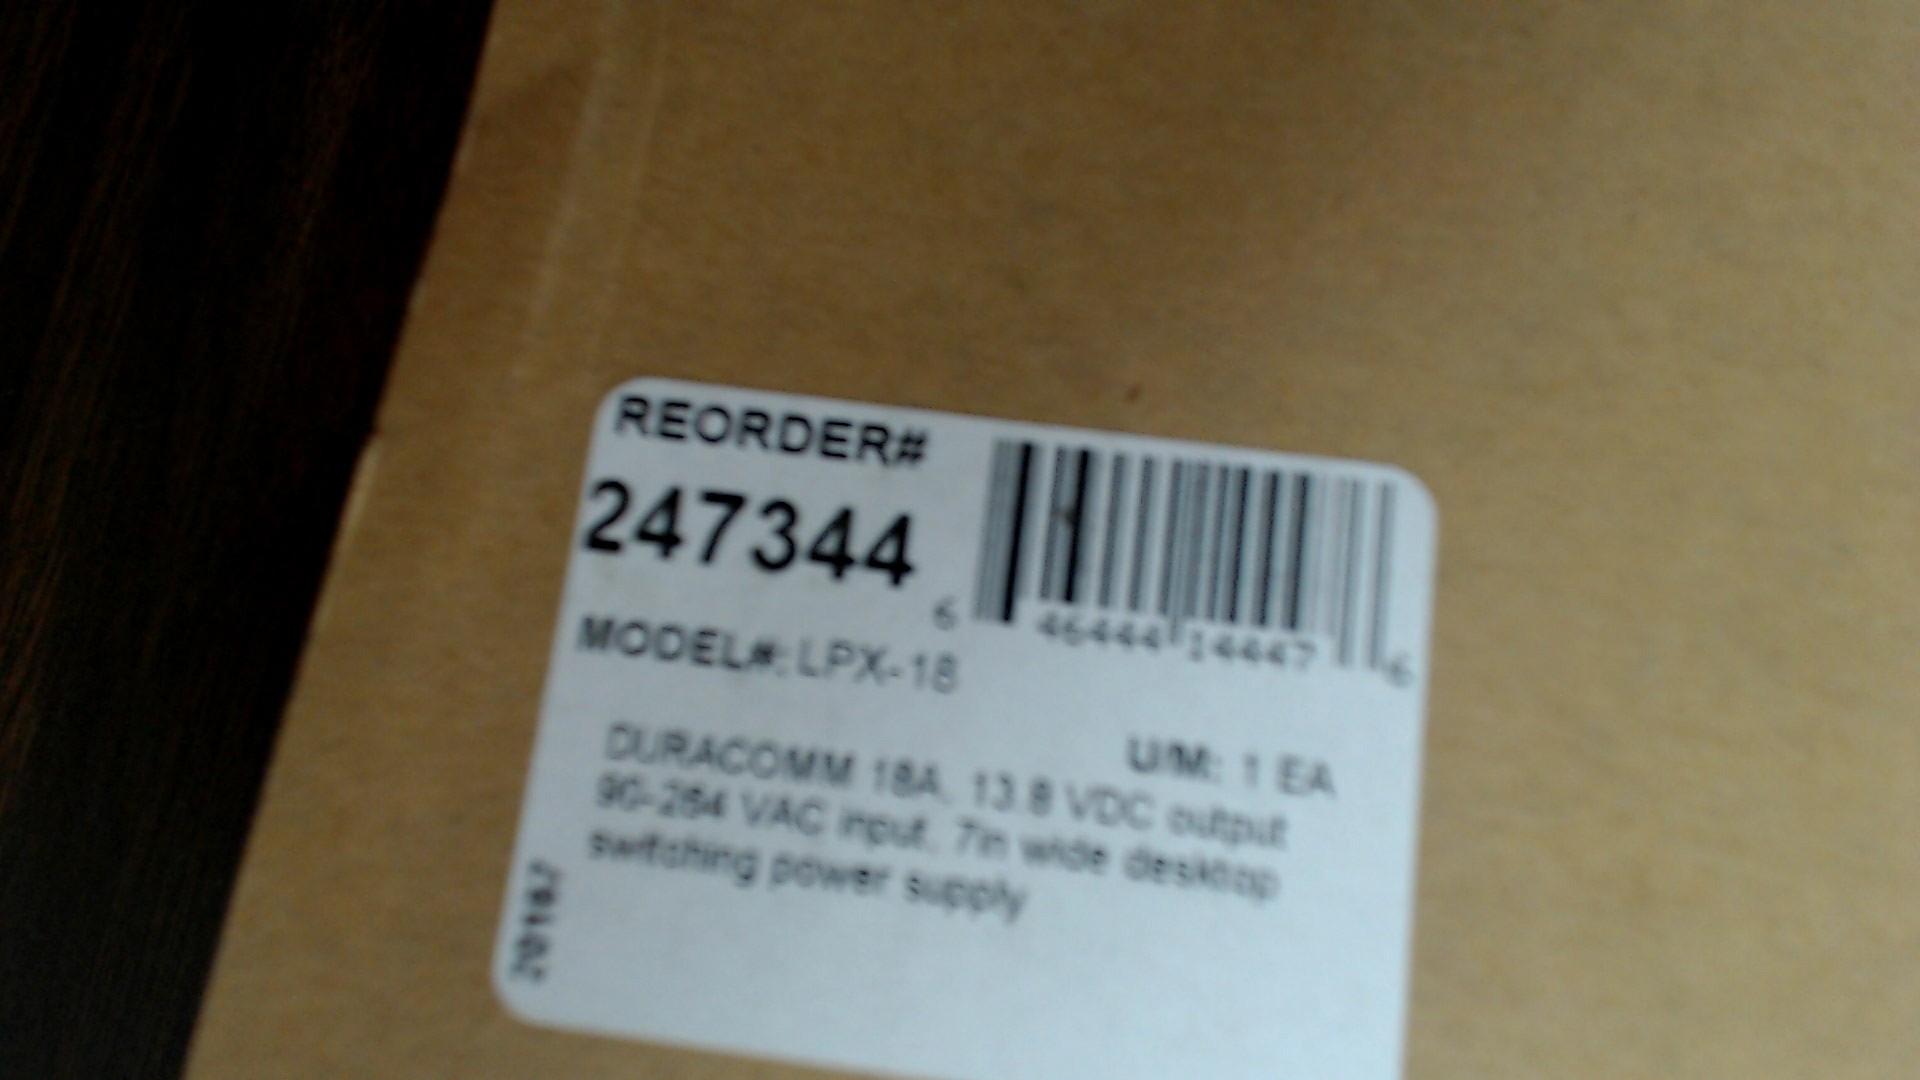 REORDER#
247344
6 46444 14447 6
MODEL#: LPX-18
U/M: 1 EA
DURACOMM 18A, 13.8 VDC output
90-264 VAC input, 7in wide desktop
switching power supply